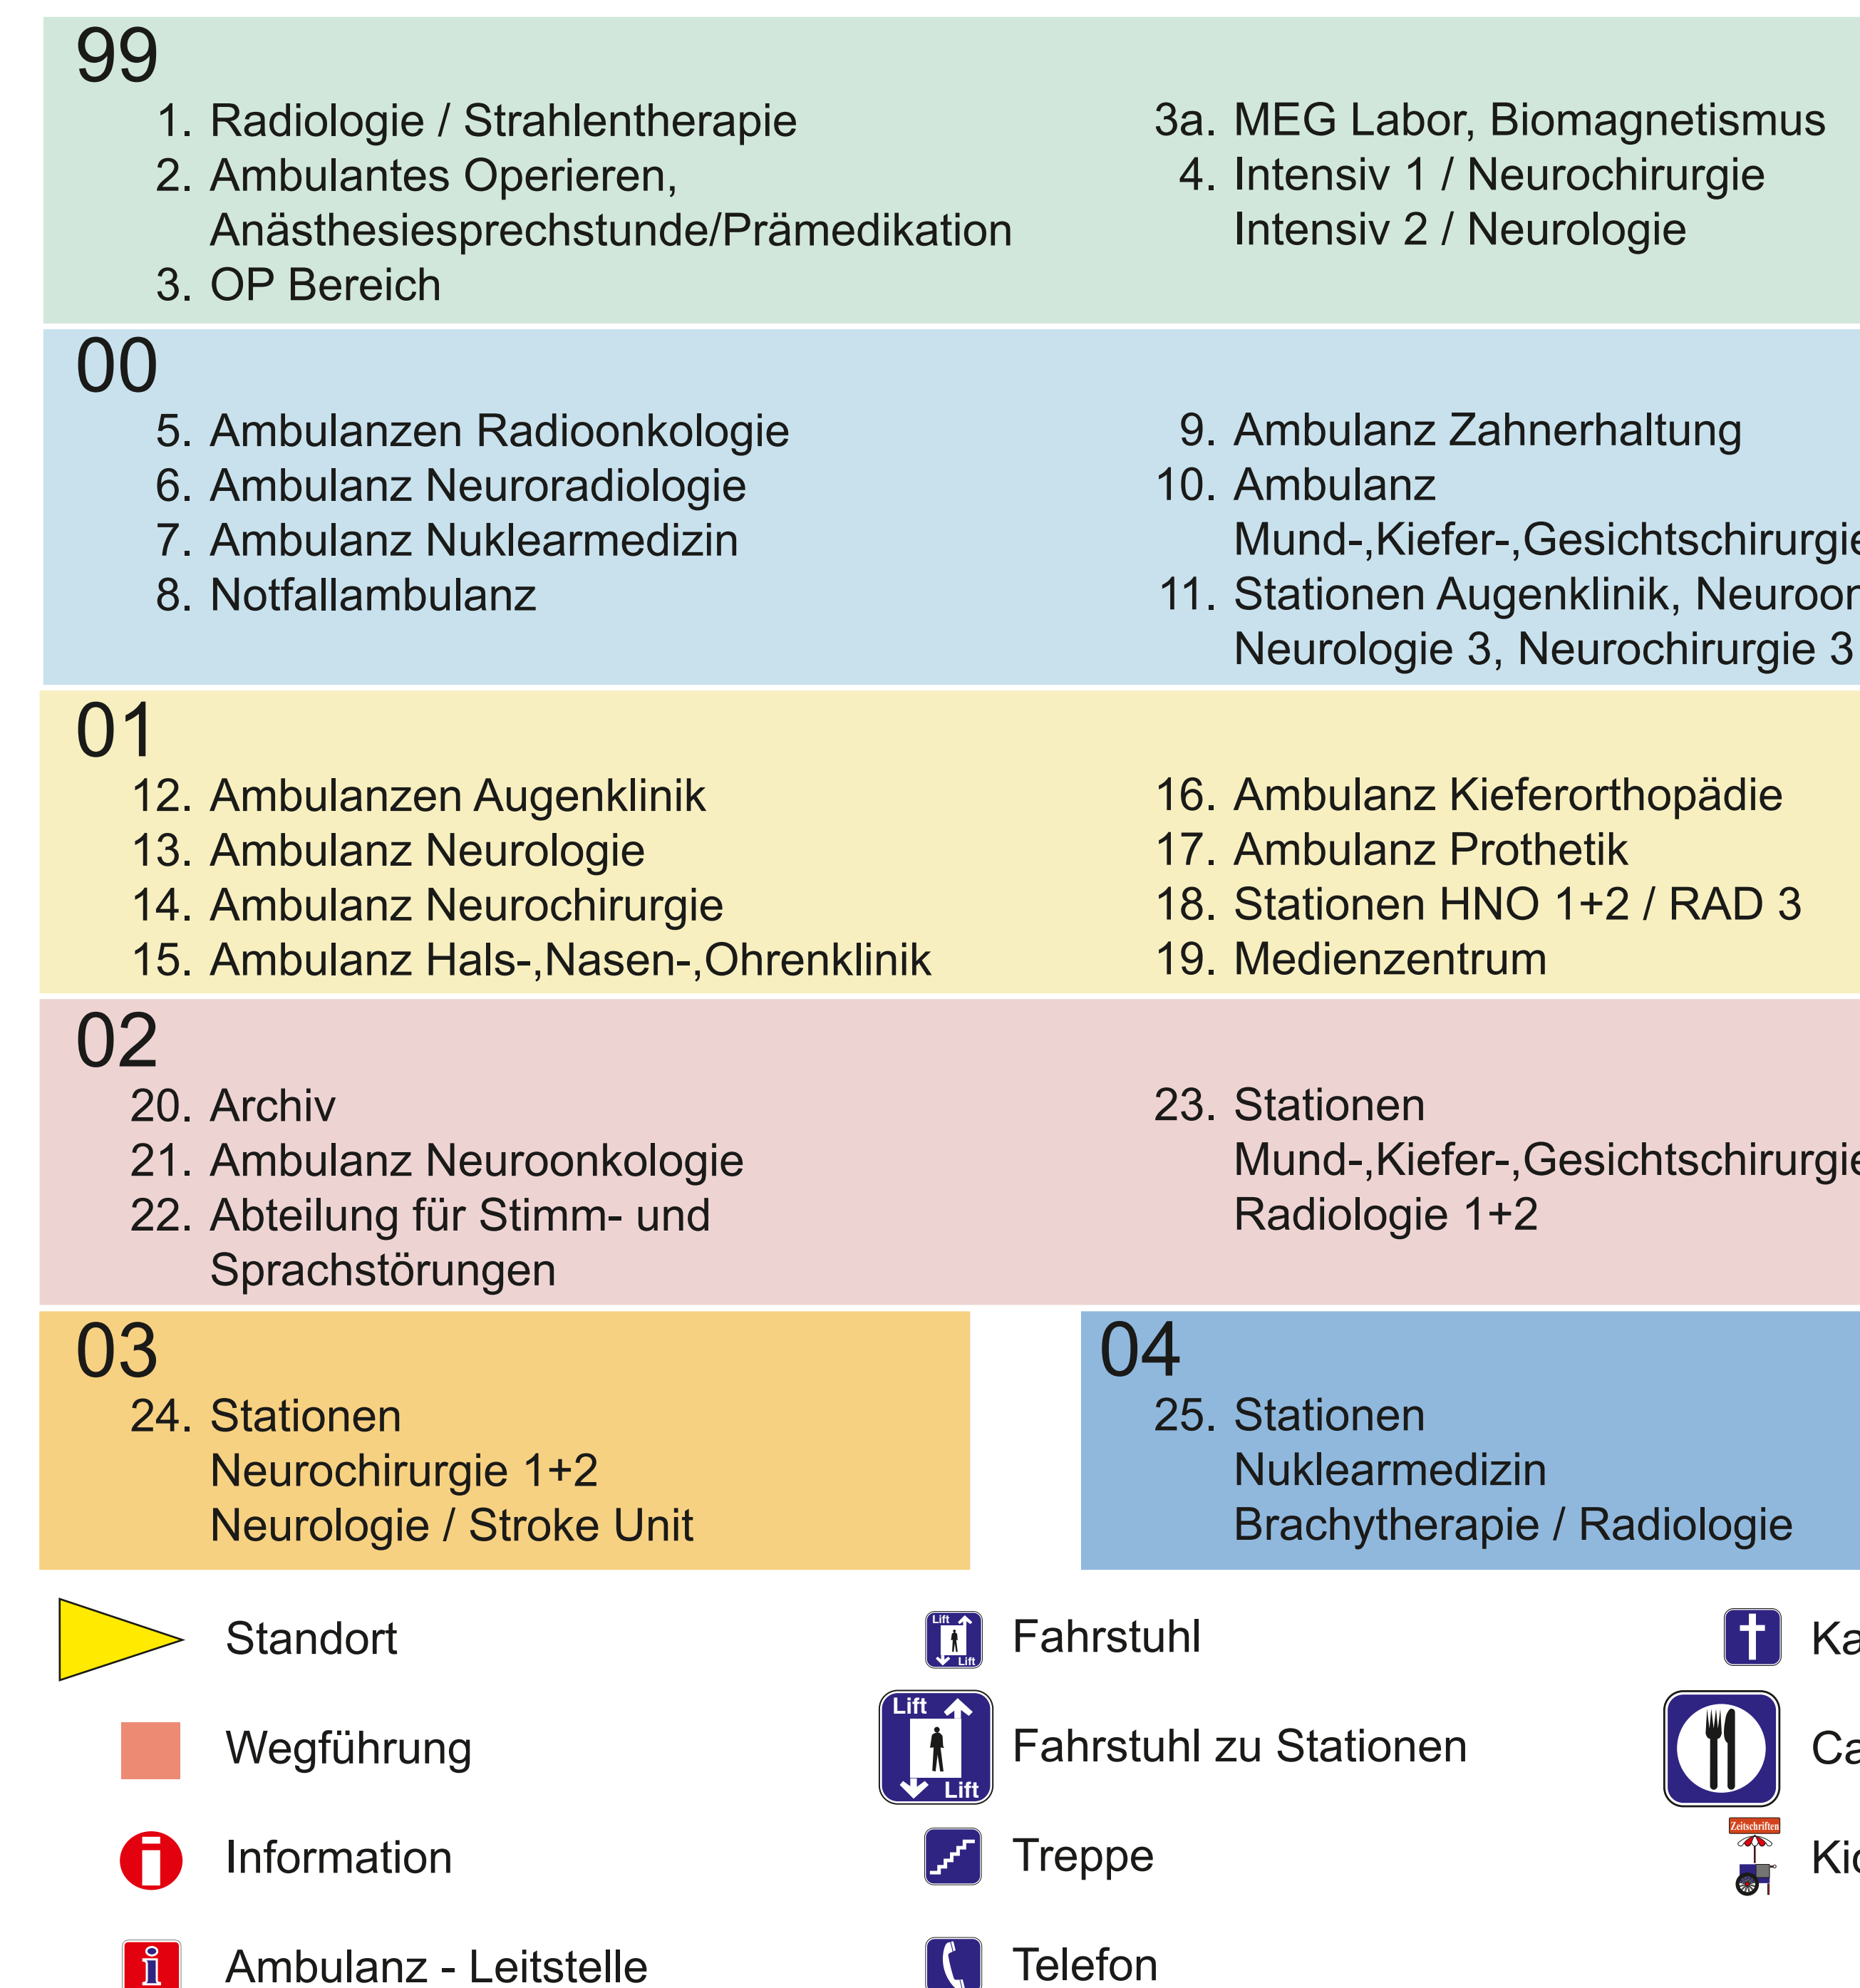 99
1. Radiologie / Strahlentherapie
2. Ambulantes Operieren,
Anästhesiesprechstunde/Prämedikation
3. OP Bereich
3a. MEG Labor, Biomagnetismus
4. Intensiv 1 / Neurochirurgie
Intensiv 2 / Neurologie
00
5. Ambulanzen Radioonkologie
6. Ambulanz Neuroradiologie
7. Ambulanz Nuklearmedizin
8. Notfallambulanz
9. Ambulanz Zahnerhaltung
10. Ambulanz
Mund-,Kiefer-,Gesichtschirurgie
11. Stationen Augenklinik,
Neurologie 3, Neurochirurgie 3
01
12. Ambulanzen Augenklinik
13. Ambulanz Neurologie
14. Ambulanz Neurochirurgie
15. Ambulanz Hals-,Nasen-,Ohrenklinik
16. Ambulanz Kieferorthopädie
17. Ambulanz Prothetik
18. Stationen HNO 1+2 / RAD 3
19. Medienzentrum
02
20. Archiv
21. Ambulanz Neuroonkologie
22. Abteilung für Stimm- und
Sprachstörungen
23. Stationen
Mund-,Kiefer-,Gesichtschirurgie
Radiologie 1+2
03
24. Stationen
Neurochirurgie 1+2
Neurologie / Stroke Unit
04
25. Stationen
Nuklearmedizin
Brachytherapie / Radiologie
Standort
Wegführung
i Information
i Ambulanz - Leitstelle
Lift
Lift
Fahrstuhl
Lift
Lift
Fahrstuhl zu Stationen
Treppe
Telefon
Zeitschriften